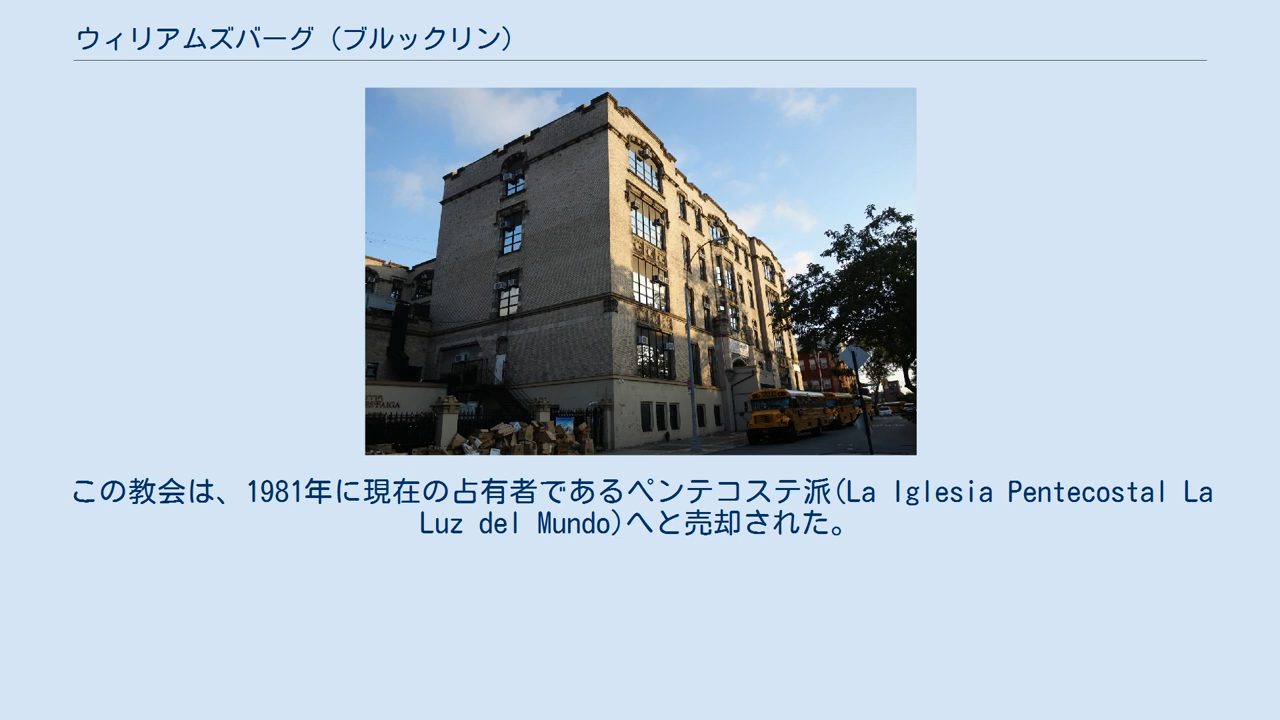 ウィリアムズバーグ（ブルックリン）
この教会は、1981年に現在の占有者であるペンテコステ派(La Iglesia Pentecostal La
Luz del Mundo)へと売却された。